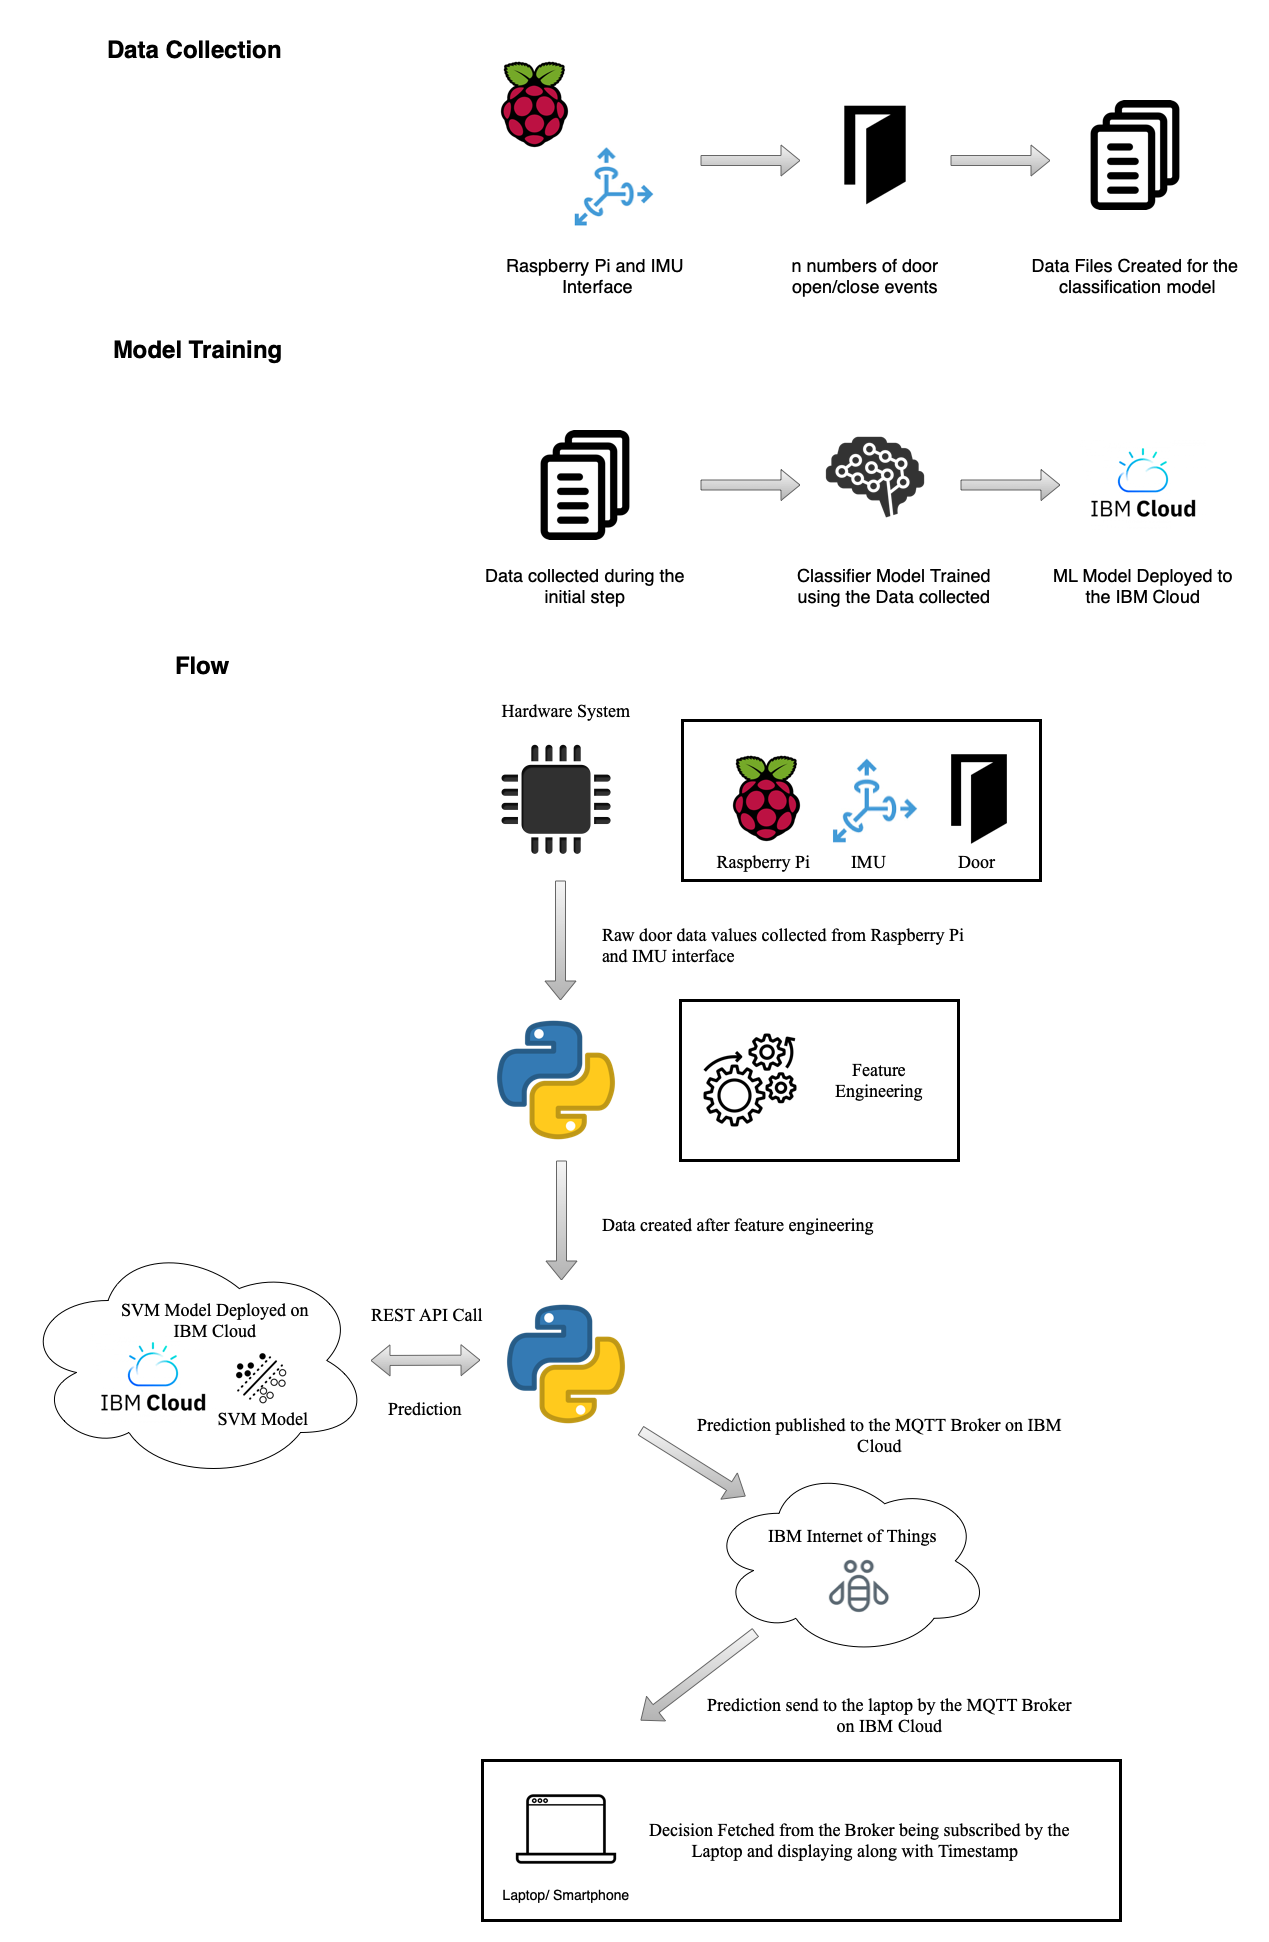 Data Collection
Raspberry Pi and IMU
Interface
n numbers of door
open/close events
Data Files Created for the
classification model
Model Training
IBM Cloud
Data collected during the
initial step
Classifier Model Trained
using the Data collected
ML Model Deployed to
the IBM Cloud
Flow
Hardware System
Raspberry Pi
IMU
Door
Raw door data values collected from Raspberry Pi
and IMU interface
Feature
Engineering
Data created after feature engineering
SVM Model Deployed on
IBM Cloud
IBM Cloud
SVM Model
REST API Call
Prediction
Prediction published to the MQTT Broker on IBM
Cloud
IBM Internet of Things
Prediction send to the laptop by the MQTT Broker
on IBM Cloud
Decision Fetched from the Broker being subscribed by the
Laptop and displaying along with Timestamp
Laptop/ Smartphone